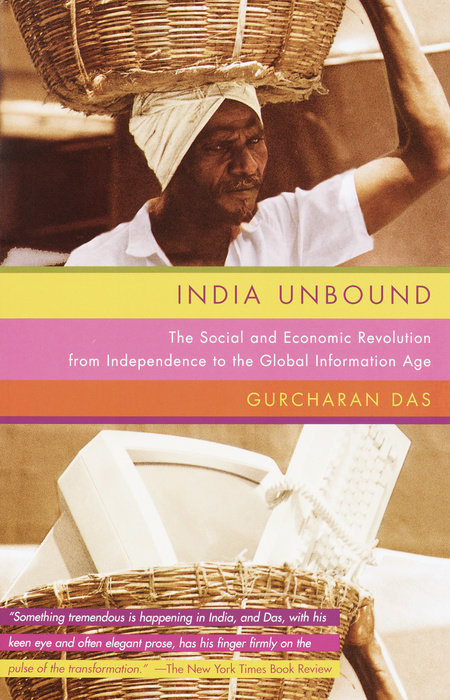 INDIA UNBOUND
The Social and Economic Revolution
from Independence to the Global Information Age
GURCHARAN DAS
“Something tremendous is happening in India, and Das, with his
keen eye and often elegant prose, has his finger firmly on the
pulse of the transformation.” —The New York Times Book Review